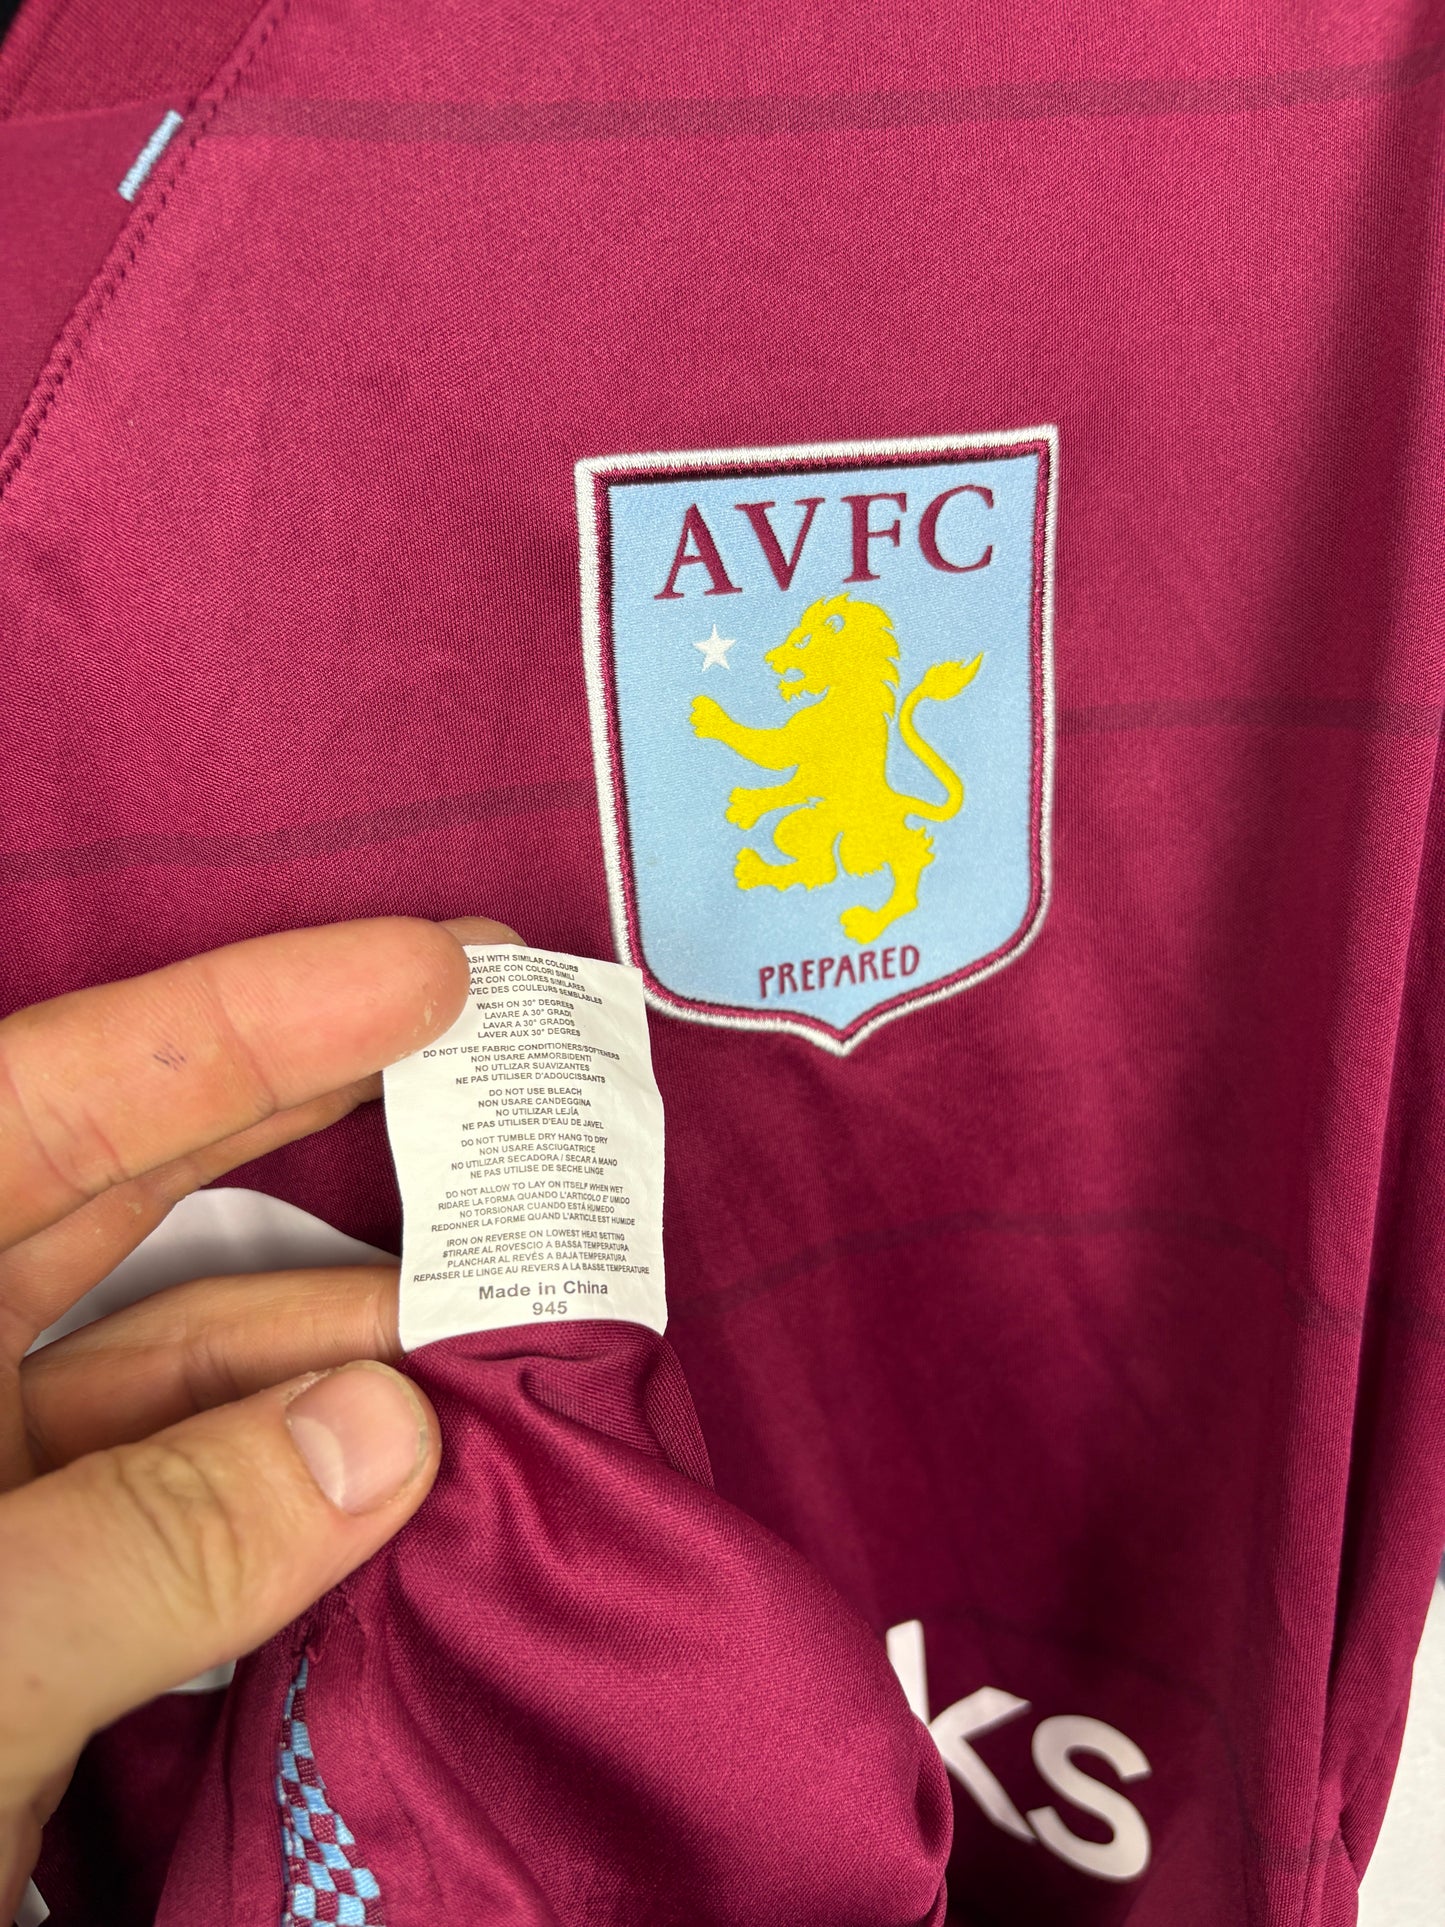 AVFC
PREPARED
WITH SIMILAR COLOURS
CON COLORI SIMILI
CON COLORES SIMILARES
AVEC DES COULEURS SEMBLABLES
WASH ON 30° DEGREES
LAVARE A 30° GRADI
LAVAR A 30° GRADOS
LAVER AUX 30° DEGRES
DO NOT USE FABRIC CONDITIONERS/SOFTENERS
NON USARE AMMORBIDENTI
NO UTLIZAR SUAVIZANTES
NE PAS UTILISER D'ADOUCISSANTS
DO NOT USE BLEACH
NON USARE CANDEGGINA
NO UTILIZAR LEJÍA
NE PAS UTILISER D'EAU DE JAVEL
DO NOT TUMBLE DRY HANG TO DRY
NON USARE ASCIUGATRICE
NO UTILIZAR SECADORA / SECAR A MANO
NE PAS UTILISE DE SECHE LINGE
DO NOT ALLOW TO LAY ON ITSELF WHEN WET
RIDARE LA FORMA QUANDO L'ARTICOLO E' UMIDO
NO TORSIONAR CUANDO ESTÁ HUMEDO
REDONNER LA FORME QUAND L'ARTICLE EST HUMIDE
IRON ON REVERSE ON LOWEST HEAT SETTING
STIRARE AL ROVESCIO A BASSA TEMPERATURA
PLANCHAR AL REVÉS A BAJA TEMPERATURA
REPASSER LE LINGE AU REVERS A LA BASSE TEMPERATURE
Made in China
945
ks